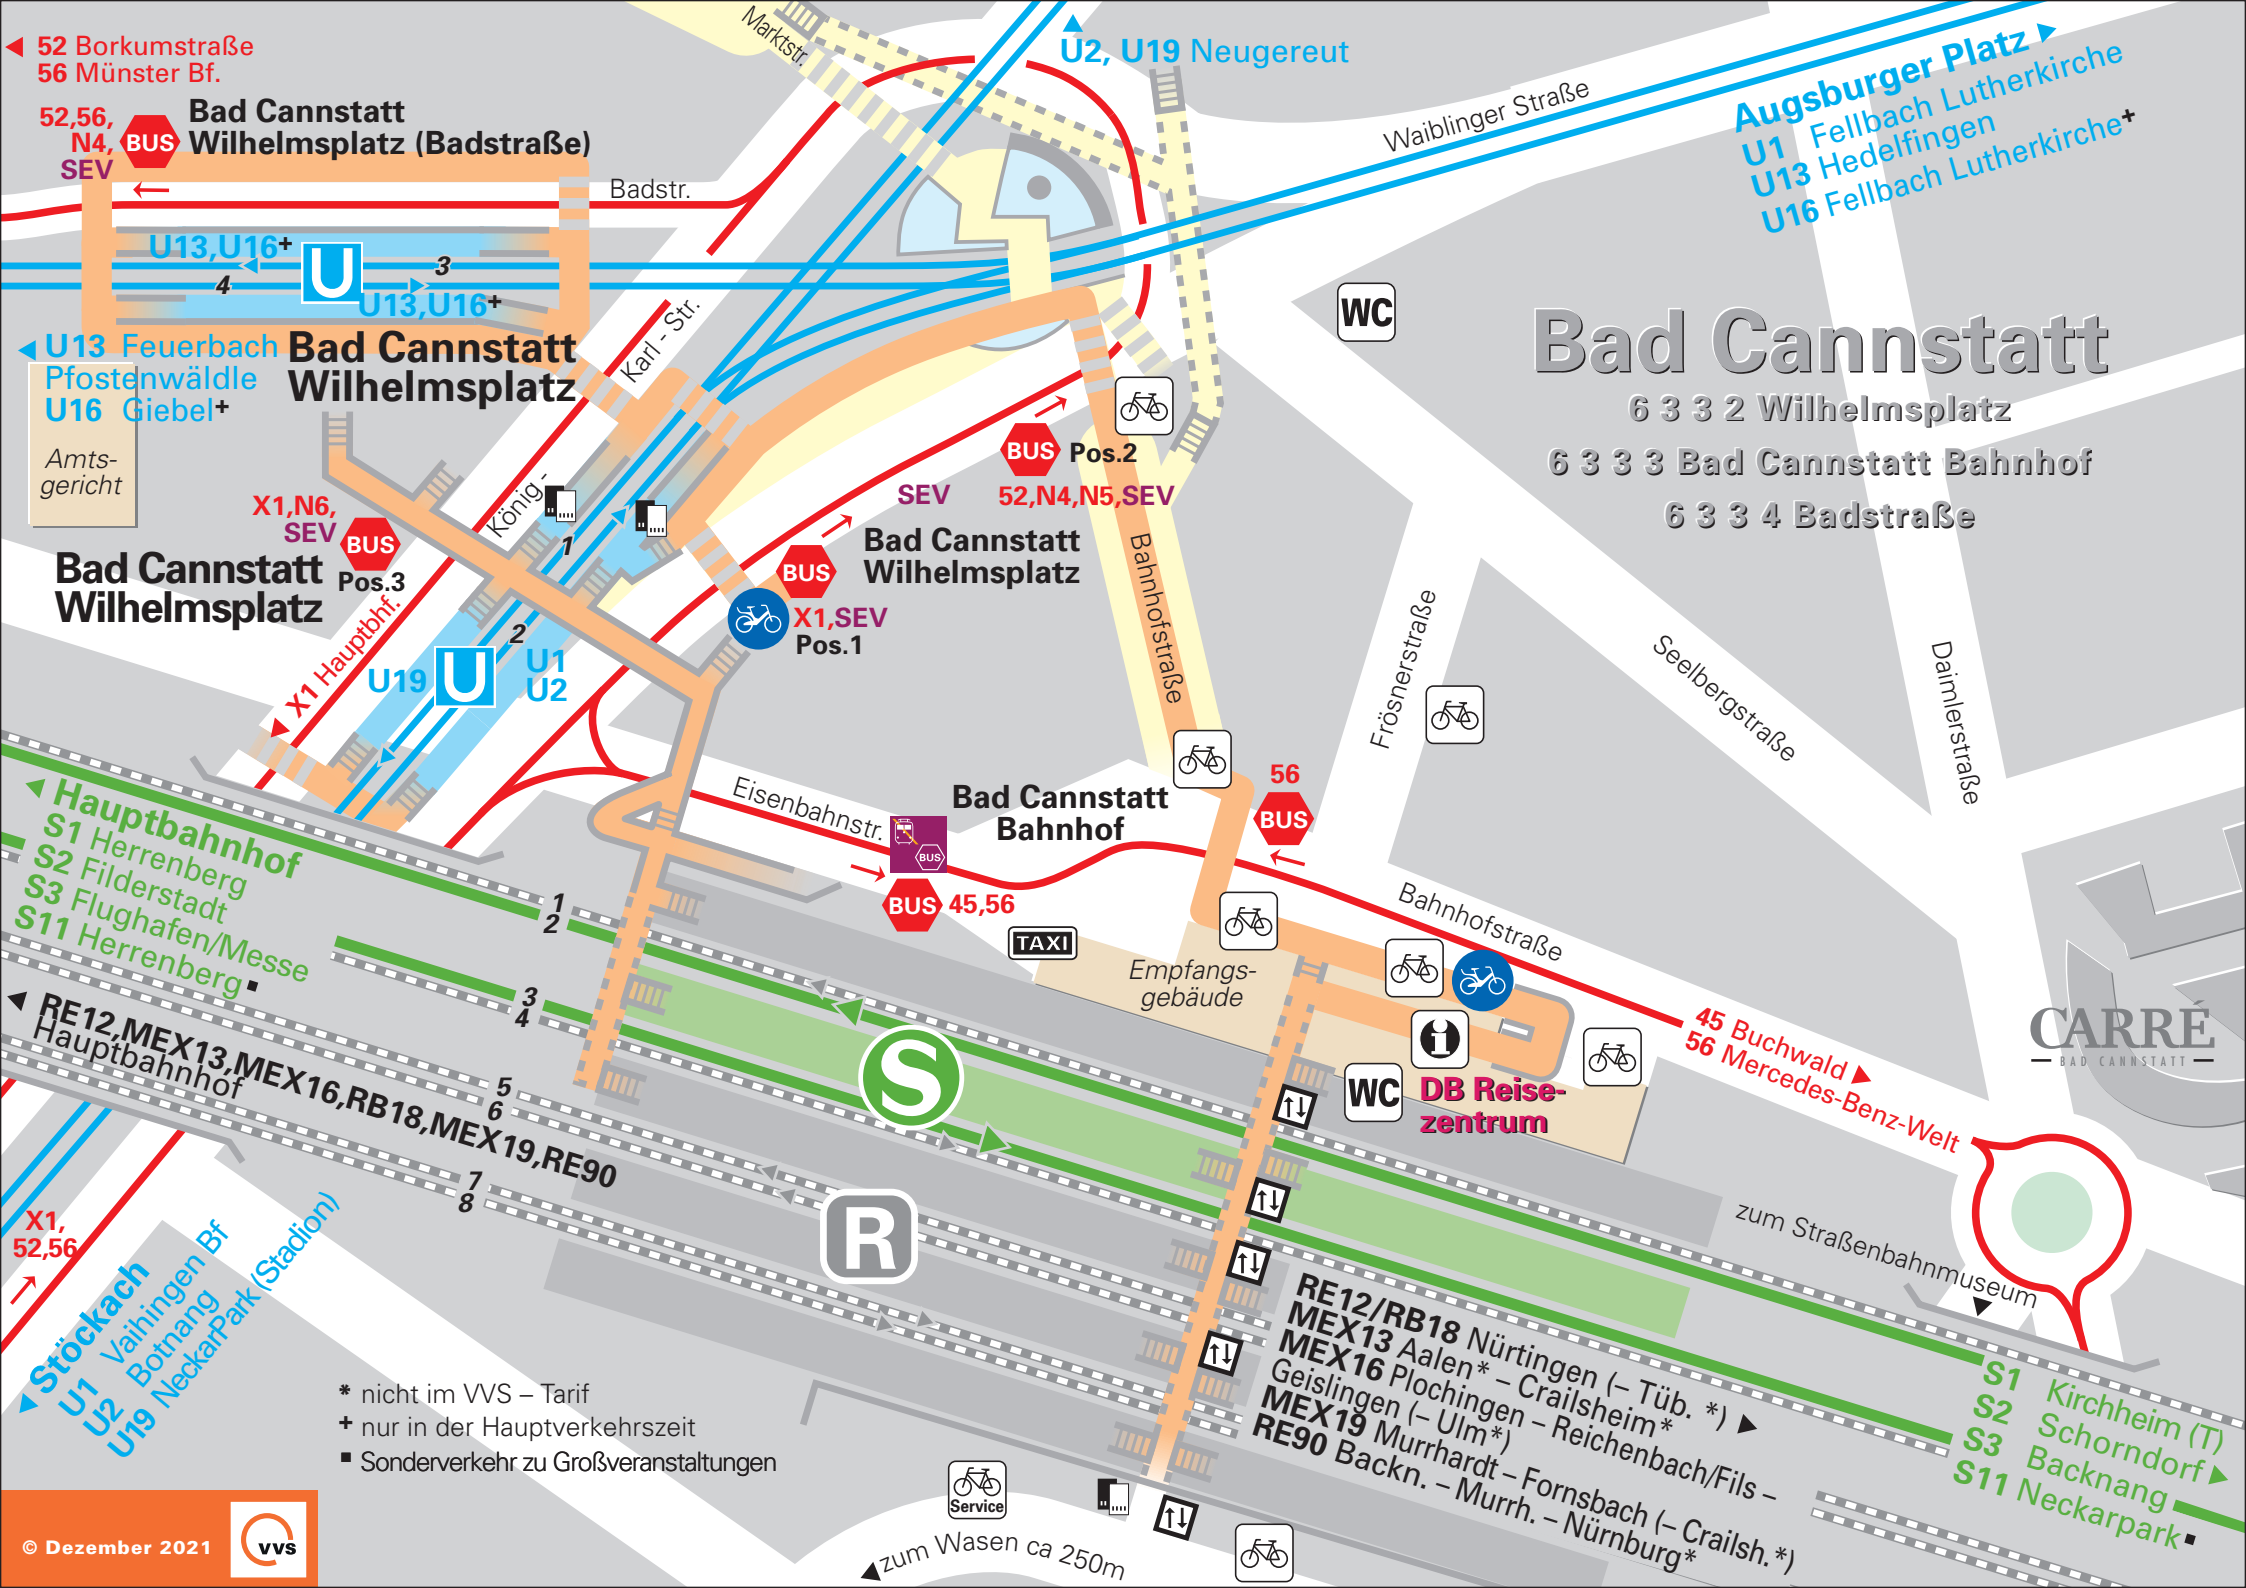 52 Borkumstraße
56 Münster Bf.
52,56,
N4,
SEV
BUS
Bad Cannstatt
Wilhelmsplatz (Badstraße)
Badstr.
Marktstr.
U2, U19 Neugereut
Waiblinger Straße
Augsburger Platz
U1 Fellbach Lutherkirche
U13 Hedelfingen
U16 Fellbach Lutherkirche+
U13,U16+
3
4
U
U13,U16+
U13 Feuerbach
Pfostenwäldle
U16 Giebel+
Bad Cannstatt
Wilhelmsplatz
Amts-
gericht
König -
Karl - Str.
WC
Bad Cannstatt
6 3 3 2 Wilhelmsplatz
6 3 3 3 Bad Cannstatt Bahnhof
6 3 3 4 Badstraße
X1,N6,
SEV
BUS
Pos.3
Bad Cannstatt
Wilhelmsplatz
X1 Hauptbhf.
1
2
U19
U
U1
U2
BUS
Pos.2
SEV
52,N4,N5,SEV
Bad Cannstatt
Wilhelmsplatz
BUS
X1,SEV
Pos.1
Bahnhofstraße
Frösnerstraße
Seelbergstraße
Daimlerstraße
Eisenbahnstr.
BUS
Bad Cannstatt
Bahnhof
56
BUS
BUS
45,56
TAXI
Bahnhofstraße
Empfangs-
gebäude
i
WC
DB Reise-
zentrum
45 Buchwald
56 Mercedes-Benz-Welt
CARRÉ
BAD CANNSTATT
Hauptbahnhof
S1 Herrenberg
S2 Filderstadt
S3 Flughafen/Messe
S11 Herrenberg▪
1
2
3
4
5
6
7
8
RE12,MEX13,MEX16,RB18,MEX19,RE90
Hauptbahnhof
S
R
zum Straßenbahnmuseum
X1,
52,56
Stöckach
U1 Vaihingen Bf
U2 Botnang
U19 NeckarPark (Stadion)
RE12/RB18 Nürtingen (– Tüb. *)
MEX13 Aalen* – Crailsheim*
MEX16 Plochingen – Reichenbach/Fils –
Geislingen (– Ulm*)
MEX19 Murrhardt – Fornsbach (– Crailsh.*)
RE90 Backn. – Murrh. – Nürnburg*
S1 Kirchheim (T)
S2 Schorndorf
S3 Backnang
S11 Neckarpark▪
* nicht im VVS – Tarif
+ nur in der Hauptverkehrszeit
▪ Sonderverkehr zu Großveranstaltungen
Service
zum Wasen ca 250m
© Dezember 2021
vvs